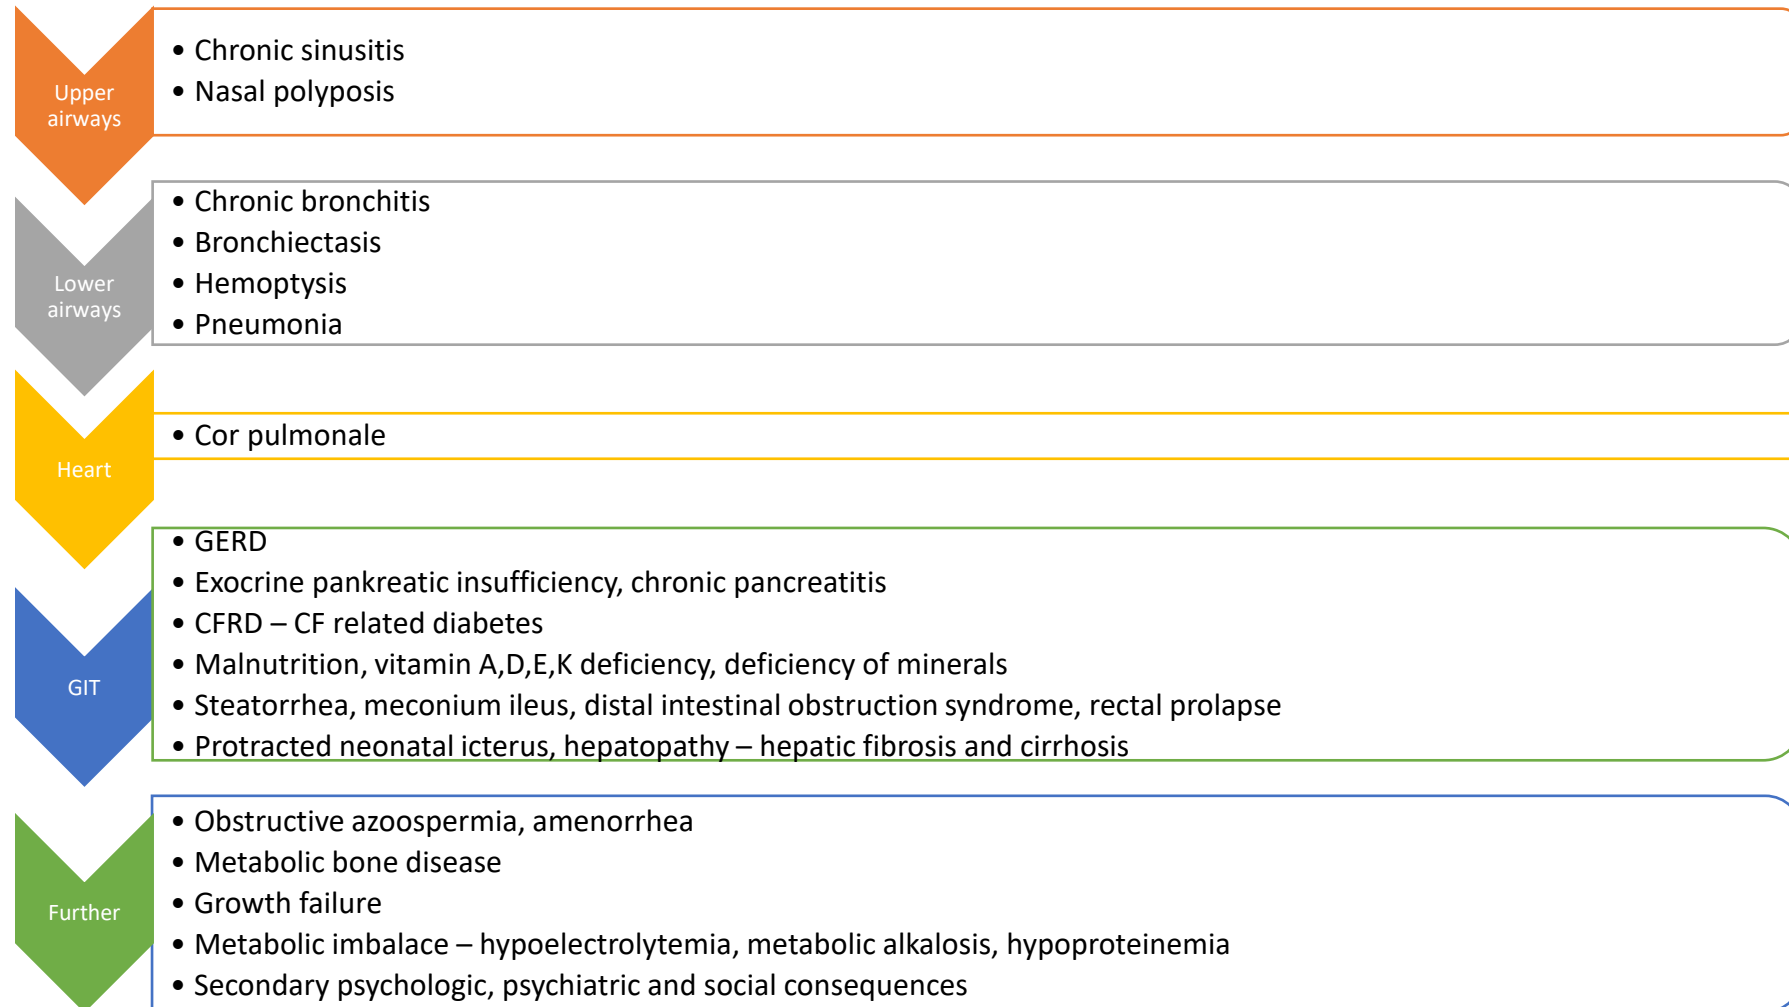 Upper
airways
• Chronic sinusitis
• Nasal polyposis
Lower
airways
• Chronic bronchitis
• Bronchiectasis
• Hemoptysis
• Pneumonia
Heart
• Cor pulmonale
GIT
• GERD
• Exocrine pankreatic insufficiency, chronic pancreatitis
• CFRD – CF related diabetes
• Malnutrition, vitamin A,D,E,K deficiency, deficiency of minerals
• Steatorrhea, meconium ileus, distal intestinal obstruction syndrome, rectal prolapse
• Protracted neonatal icterus, hepatopathy – hepatic fibrosis and cirrhosis
Further
• Obstructive azoospermia, amenorrhea
• Metabolic bone disease
• Growth failure
• Metabolic imbalace – hypoelectrolytemia, metabolic alkalosis, hypoproteinemia
• Secondary psychologic, psychiatric and social consequences